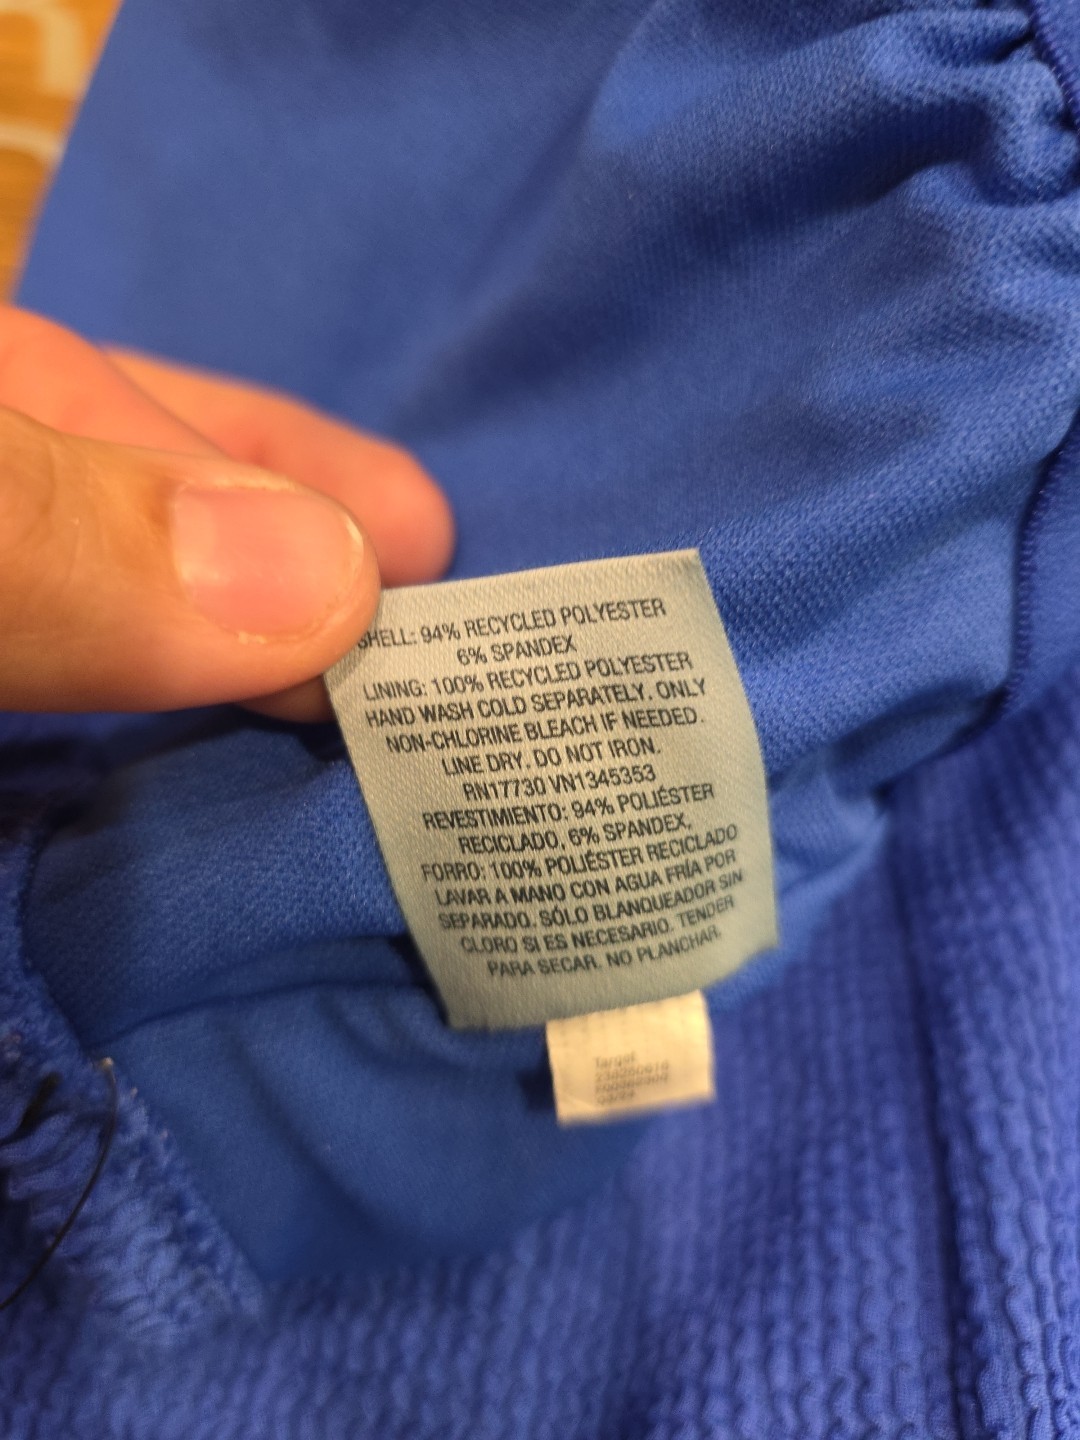 SHELL: 94% RECYCLED POLYESTER
6% SPANDEX
LINING: 100% RECYCLED POLYESTER
HAND WASH COLD SEPARATELY. ONLY
NON-CHLORINE BLEACH IF NEEDED.
LINE DRY. DO NOT IRON.
RN17730 VN1345353
REVESTIMIENTO: 94% POLIÉSTER
RECICLADO, 6% SPANDEX,
FORRO: 100% POLIÉSTER RECICLADO
LAVAR A MANO CON AGUA FRÍA POR
SEPARADO. SÓLO BLANQUEADOR SIN
CLORO SI ES NECESARIO. TENDER
PARA SECAR. NO PLANCHAR.
Target